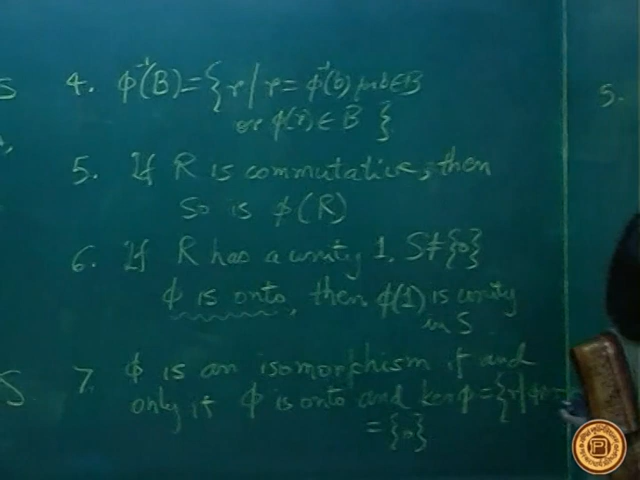 4. φ⁻¹(B) = {r / r = φ⁻¹(b) for b ∈ B
or φ(r) ∈ B }
5. If R is commutative, then
so is φ(R)
6. If R has a unity 1, S ≠ {0}
φ is onto, then φ(1) is unity
in S
7. φ is an isomorphism if and
only if φ is onto and ker φ = {r |
= {0}
S
S
5.